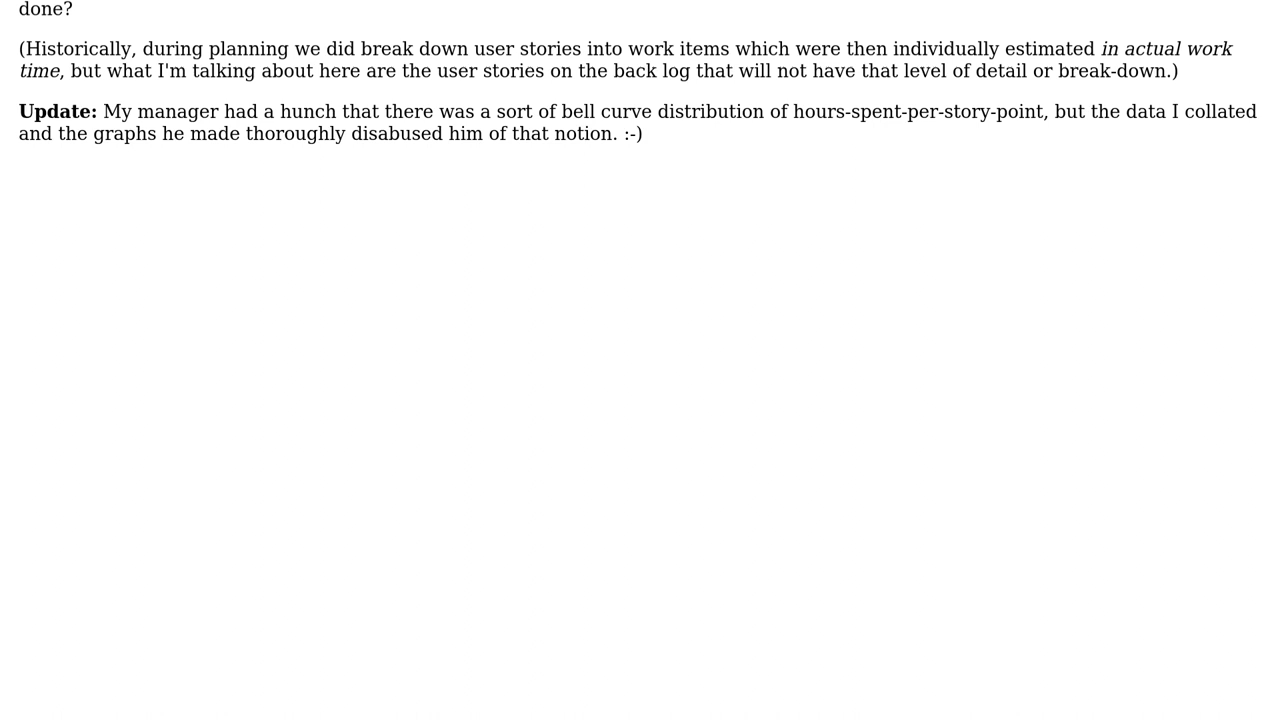 done?
(Historically, during planning we did break down user stories into work items which were then individually estimated in actual work
time, but what I'm talking about here are the user stories on the back log that will not have that level of detail or break-down.)
Update: My manager had a hunch that there was a sort of bell curve distribution of hours-spent-per-story-point, but the data I collated
and the graphs he made thoroughly disabused him of that notion. :-)